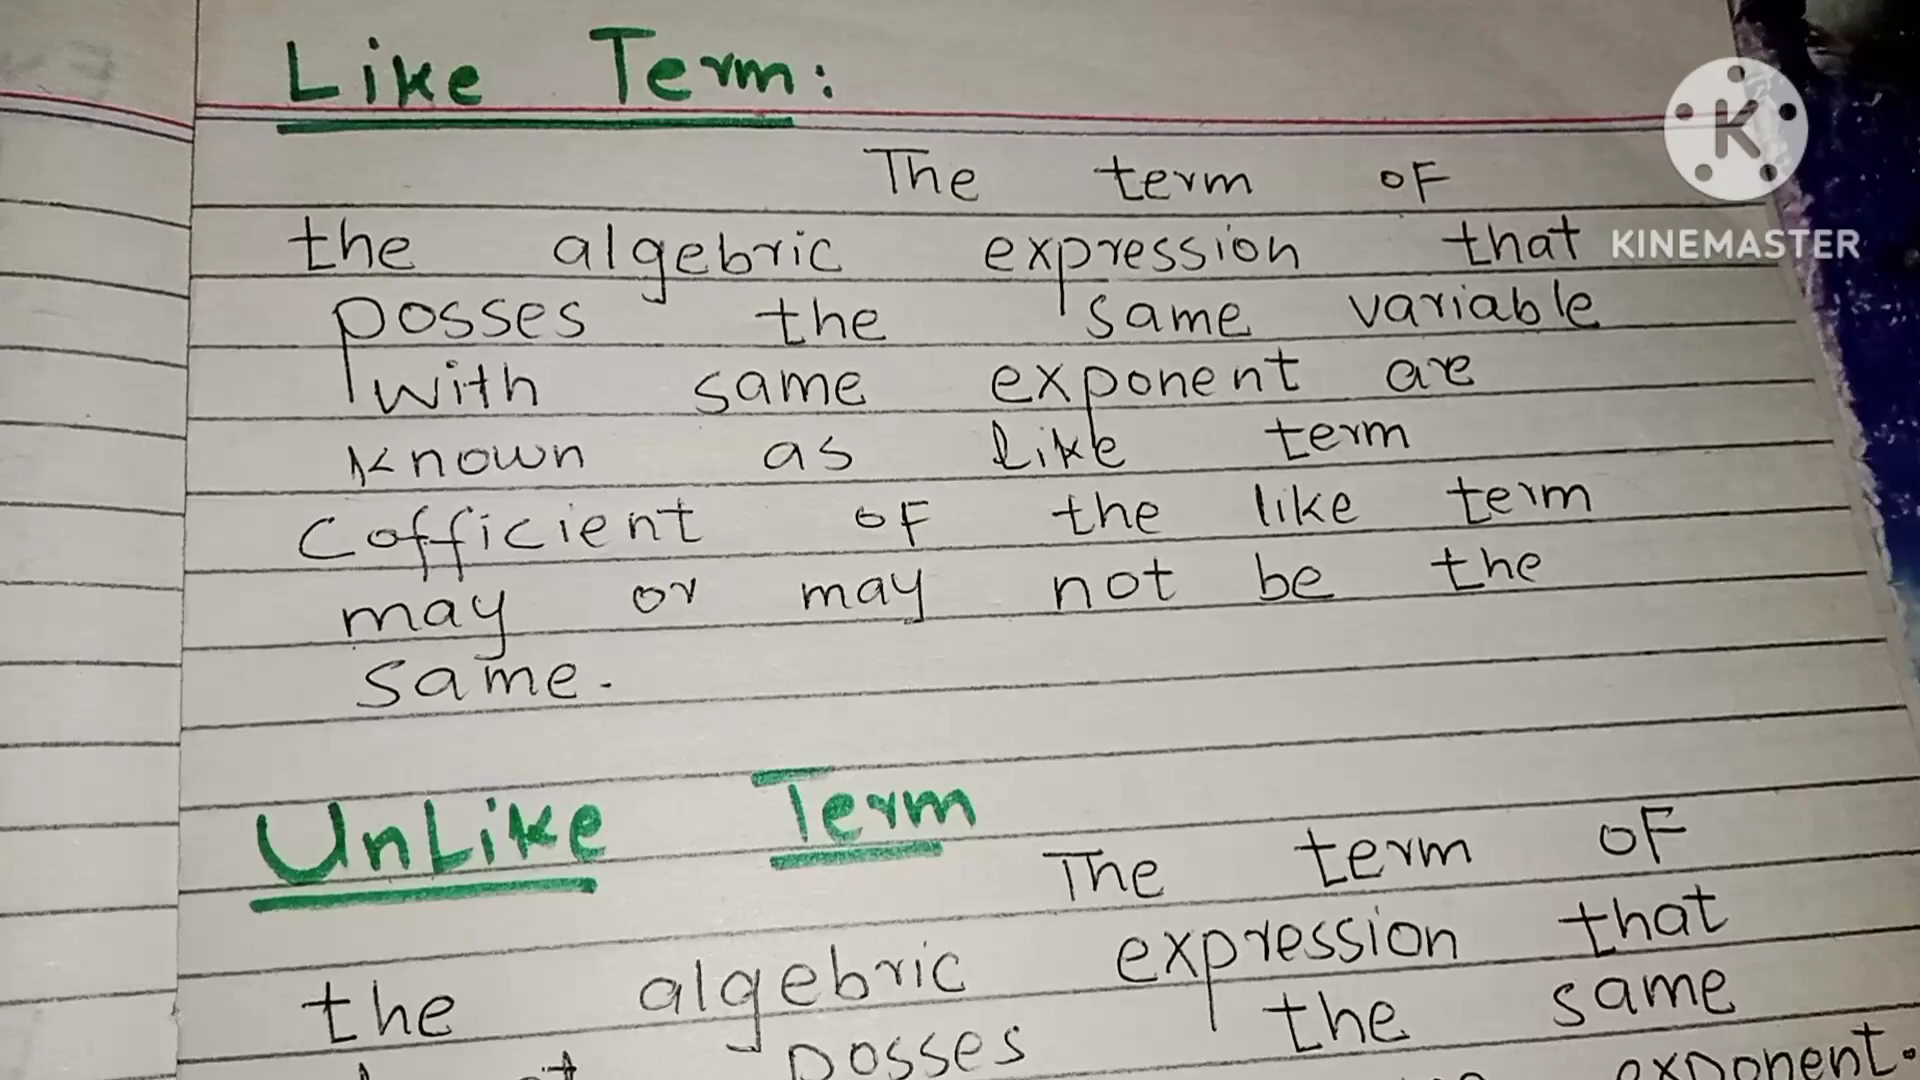 Like Term:
The term of
the algebric expression that
posses the same variable
with same exponent are
known as like term
Cofficient of the like term
may or may not be the
same.
UnLike Term
The term of
the algebric expression that
posses the same
exponent.
K
KINEMASTER